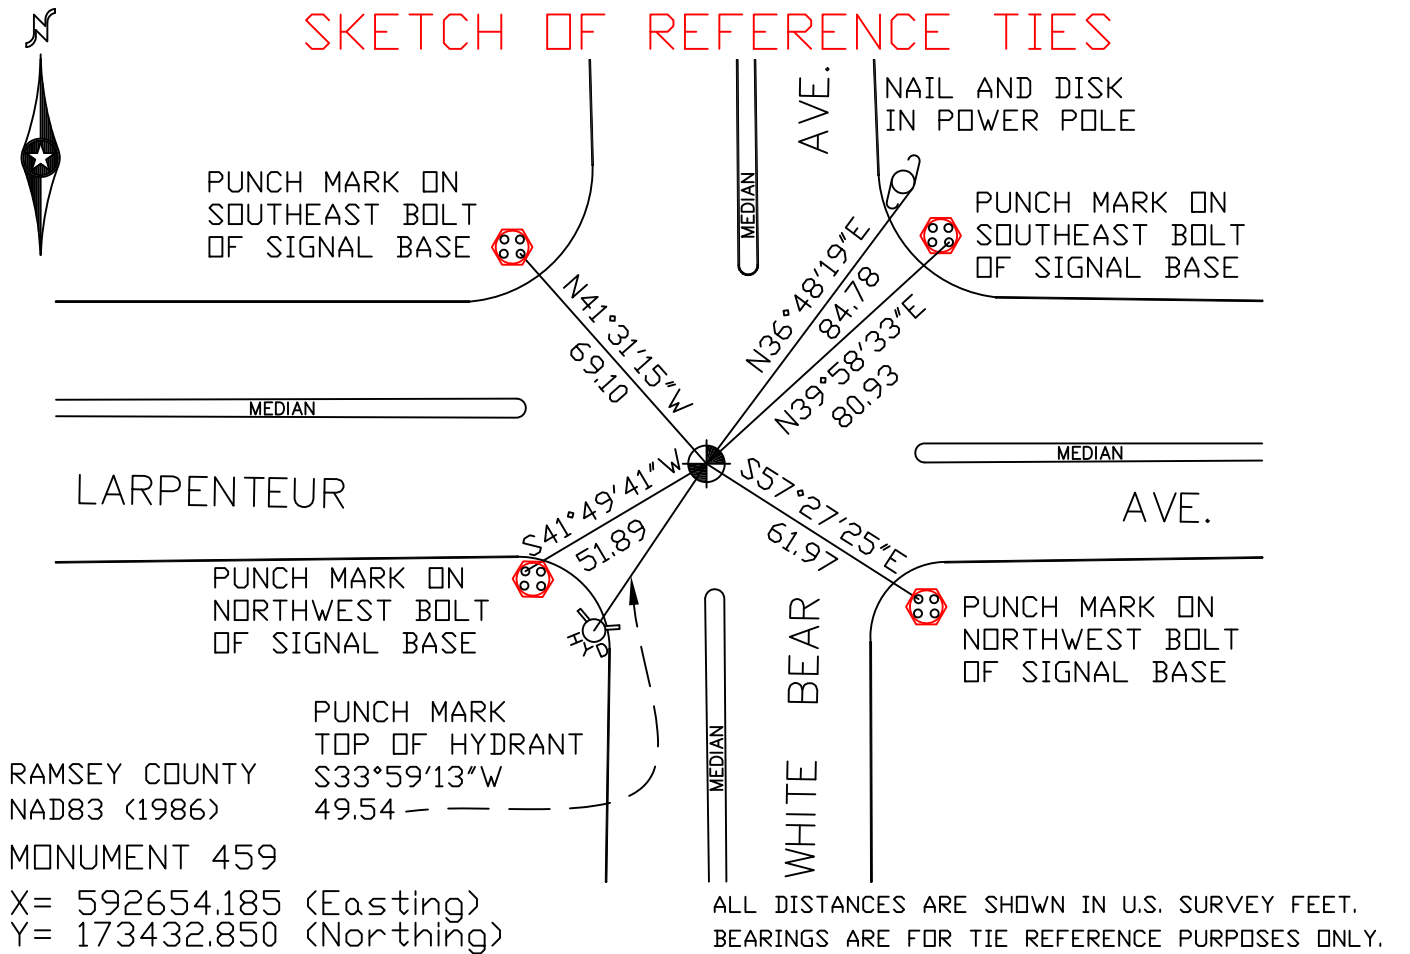 N
SKETCH OF REFERENCE TIES
AVE.
NAIL AND DISK
IN POWER POLE
PUNCH MARK ON
SOUTHEAST BOLT
OF SIGNAL BASE
MEDIAN
PUNCH MARK ON
SOUTHEAST BOLT
OF SIGNAL BASE
N41°31'15"W
69.10
N36°48'19"E
84.78
N39°58'33"E
80.93
MEDIAN
MEDIAN
LARPENTEUR
AVE.
S41°49'41"W
51.89
S57°27'25"E
61.97
PUNCH MARK ON
NORTHWEST BOLT
OF SIGNAL BASE
HYD
PUNCH MARK ON
NORTHWEST BOLT
OF SIGNAL BASE
WHITE BEAR
MEDIAN
PUNCH MARK
TOP OF HYDRANT
S33°59'13"W
49.54
RAMSEY COUNTY
NAD83 (1986)
MONUMENT 459
X= 592654.185 (Easting)
Y= 173432.850 (Northing)
ALL DISTANCES ARE SHOWN IN U.S. SURVEY FEET.
BEARINGS ARE FOR TIE REFERENCE PURPOSES ONLY.